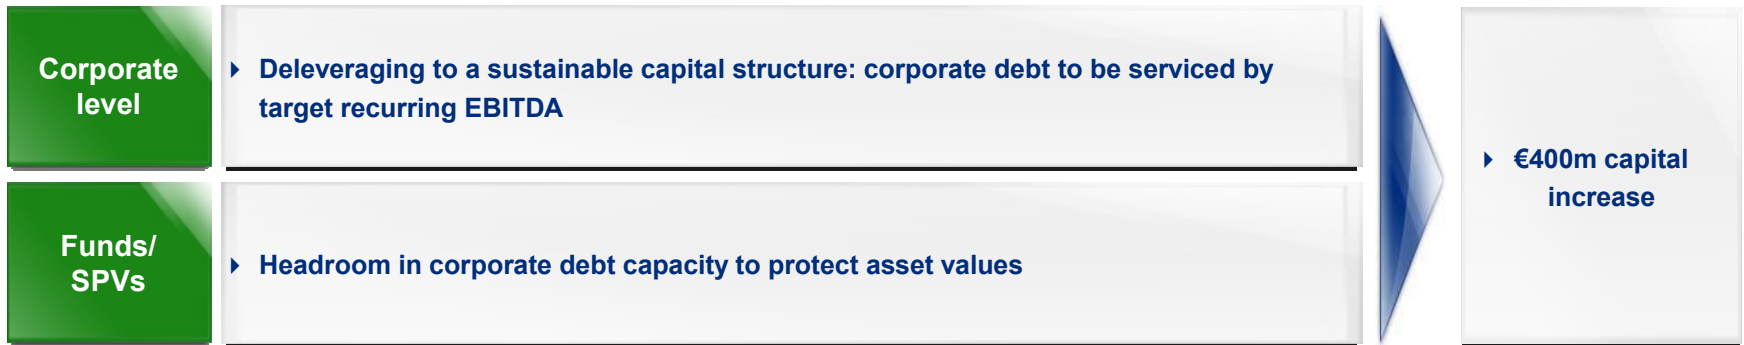 Corporate
level
Deleveraging to a sustainable capital structure: corporate debt to be serviced by
target recurring EBITDA
Funds/
SPVs
Headroom in corporate debt capacity to protect asset values
€400m capital
increase